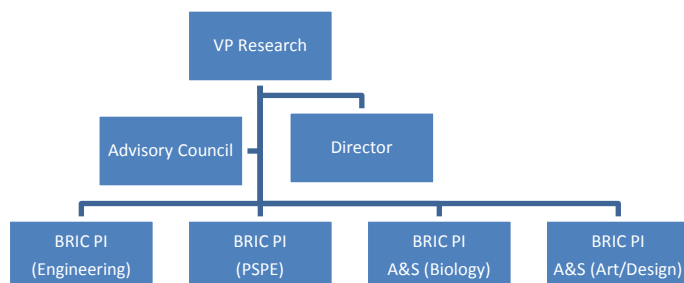 VP Research
Advisory Council
Director
BRIC PI
(Engineering)
BRIC PI
(PSPE)
BRIC PI
A&S (Biology)
BRIC PI
A&S (Art/Design)